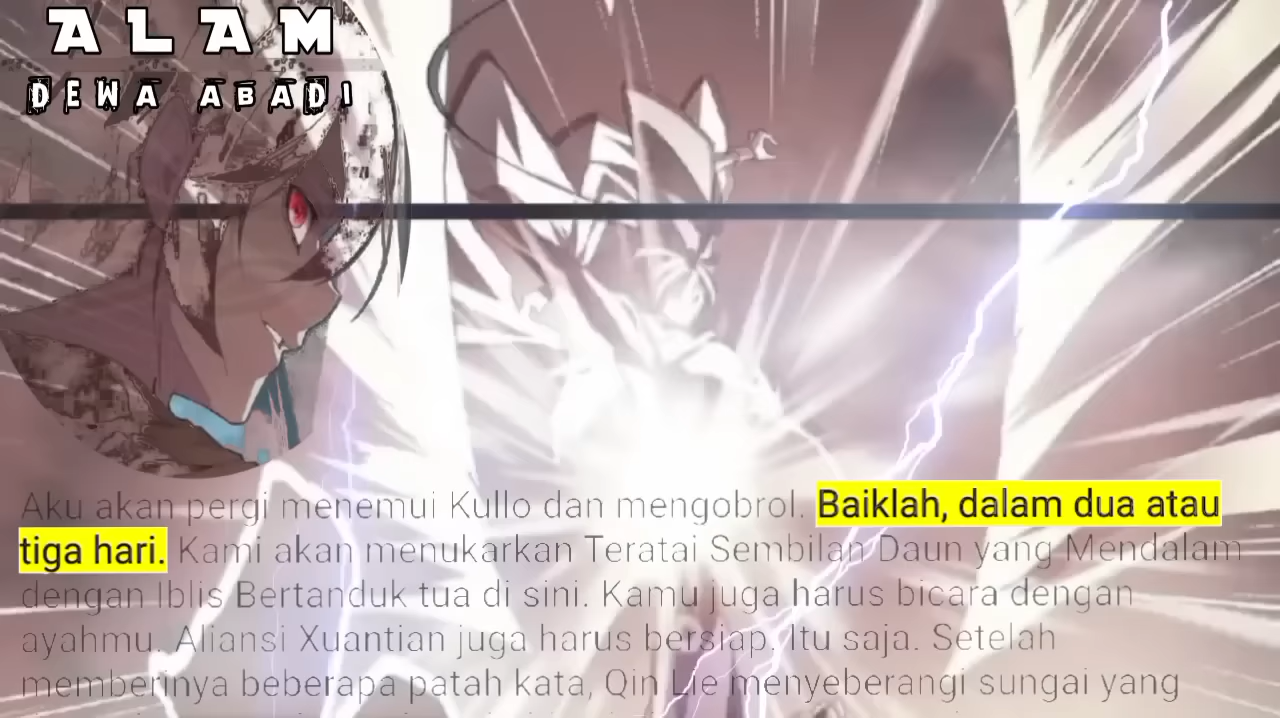 ALAM
DEWA ABADI
Aku akan pergi menemui Kullo dan mengobrol. Baiklah, dalam dua atau
tiga hari. Kami akan menukarkan Teratai Sembilan Daun yang Mendalam
dengan Iblis Bertanduk tua di sini. Kamu juga harus bicara dengan
ayahmu. Aliansi Xuantian juga harus bersiap. Itu saja. Setelah
memberinya beberapa patah kata, Qin Lie menyeberangi sungai yang